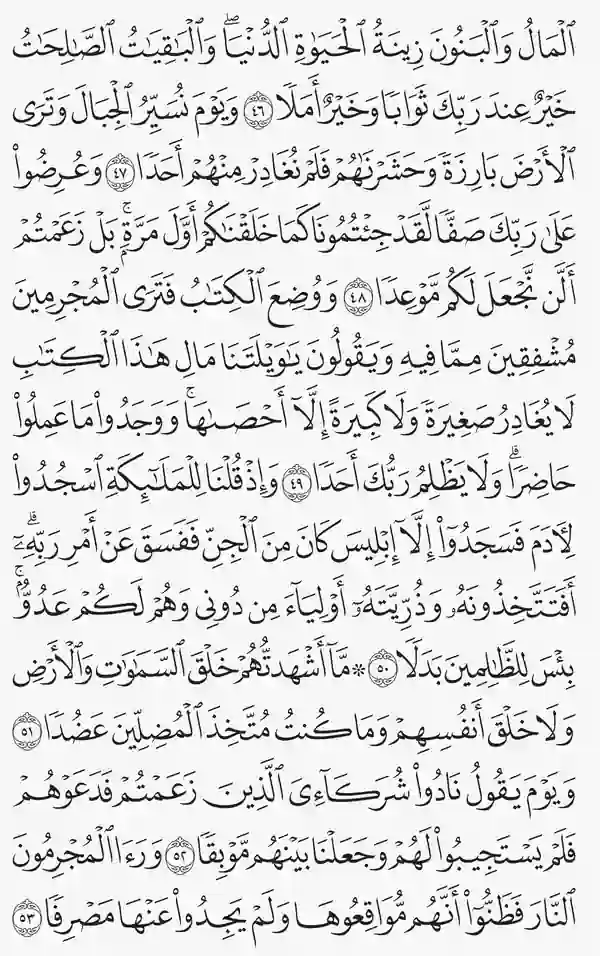 ٱلْمَالُ وَٱلْبَنُونَ زِينَةُ ٱلْحَيَوٰةِ ٱلدُّنْيَاۖ وَٱلْبَٰقِيَٰتُ ٱلصَّٰلِحَٰتُ
خَيْرٌ عِندَ رَبِّكَ ثَوَابًا وَخَيْرٌ أَمَلًا ٤٦ وَيَوْمَ نُسَيِّرُ ٱلْجِبَالَ وَتَرَى
ٱلْأَرْضَ بَارِزَةً وَحَشَرْنَٰهُمْ فَلَمْ نُغَادِرْ مِنْهُمْ أَحَدًا ٤٧ وَعُرِضُوا۟
عَلَىٰ رَبِّكَ صَفًّا لَّقَدْ جِئْتُمُونَا كَمَا خَلَقْنَٰكُمْ أَوَّلَ مَرَّةٍۭۚ بَلْ زَعَمْتُمْ
أَلَّن نَّجْعَلَ لَكُم مَّوْعِدًا ٤٨ وَوُضِعَ ٱلْكِتَٰبُ فَتَرَى ٱلْمُجْرِمِينَ
مُشْفِقِينَ مِمَّا فِيهِ وَيَقُولُونَ يَٰوَيْلَتَنَا مَالِ هَٰذَا ٱلْكِتَٰبِ
لَا يُغَادِرُ صَغِيرَةً وَلَا كَبِيرَةً إِلَّآ أَحْصَىٰهَاۚ وَوَجَدُوا۟ مَا عَمِلُوا۟
حَاضِرًاۗ وَلَا يَظْلِمُ رَبُّكَ أَحَدًا ٤٩ وَإِذْ قُلْنَا لِلْمَلَٰٓئِكَةِ ٱسْجُدُوا۟
لِءَادَمَ فَسَجَدُوٓا۟ إِلَّآ إِبْلِيسَ كَانَ مِنَ ٱلْجِنِّ فَفَسَقَ عَنْ أَمْرِ رَبِّهِۦٓۗ
أَفَتَتَّخِذُونَهُۥ وَذُرِّيَّتَهُۥٓ أَوْلِيَآءَ مِن دُونِى وَهُمْ لَكُمْ عَدُوٌّۢۚ
بِئْسَ لِلظَّٰلِمِينَ بَدَلًا ٥٠ ۞ مَّآ أَشْهَدتُّهُمْ خَلْقَ ٱلسَّمَٰوَٰتِ وَٱلْأَرْضِ
وَلَا خَلْقَ أَنفُسِهِمْ وَمَا كُنتُ مُتَّخِذَ ٱلْمُضِلِّينَ عَضُدًا ٥١
وَيَوْمَ يَقُولُ نَادُوا۟ شُرَكَآءِىَ ٱلَّذِينَ زَعَمْتُمْ فَدَعَوْهُمْ
فَلَمْ يَسْتَجِيبُوا۟ لَهُمْ وَجَعَلْنَا بَيْنَهُم مَّوْبِقًا ٥٢ وَرَءَا ٱلْمُجْرِمُونَ
ٱلنَّارَ فَظَنُّوٓا۟ أَنَّهُم مُّوَاقِعُوهَا وَلَمْ يَجِدُوا۟ عَنْهَا مَصْرِفًا ٥٣